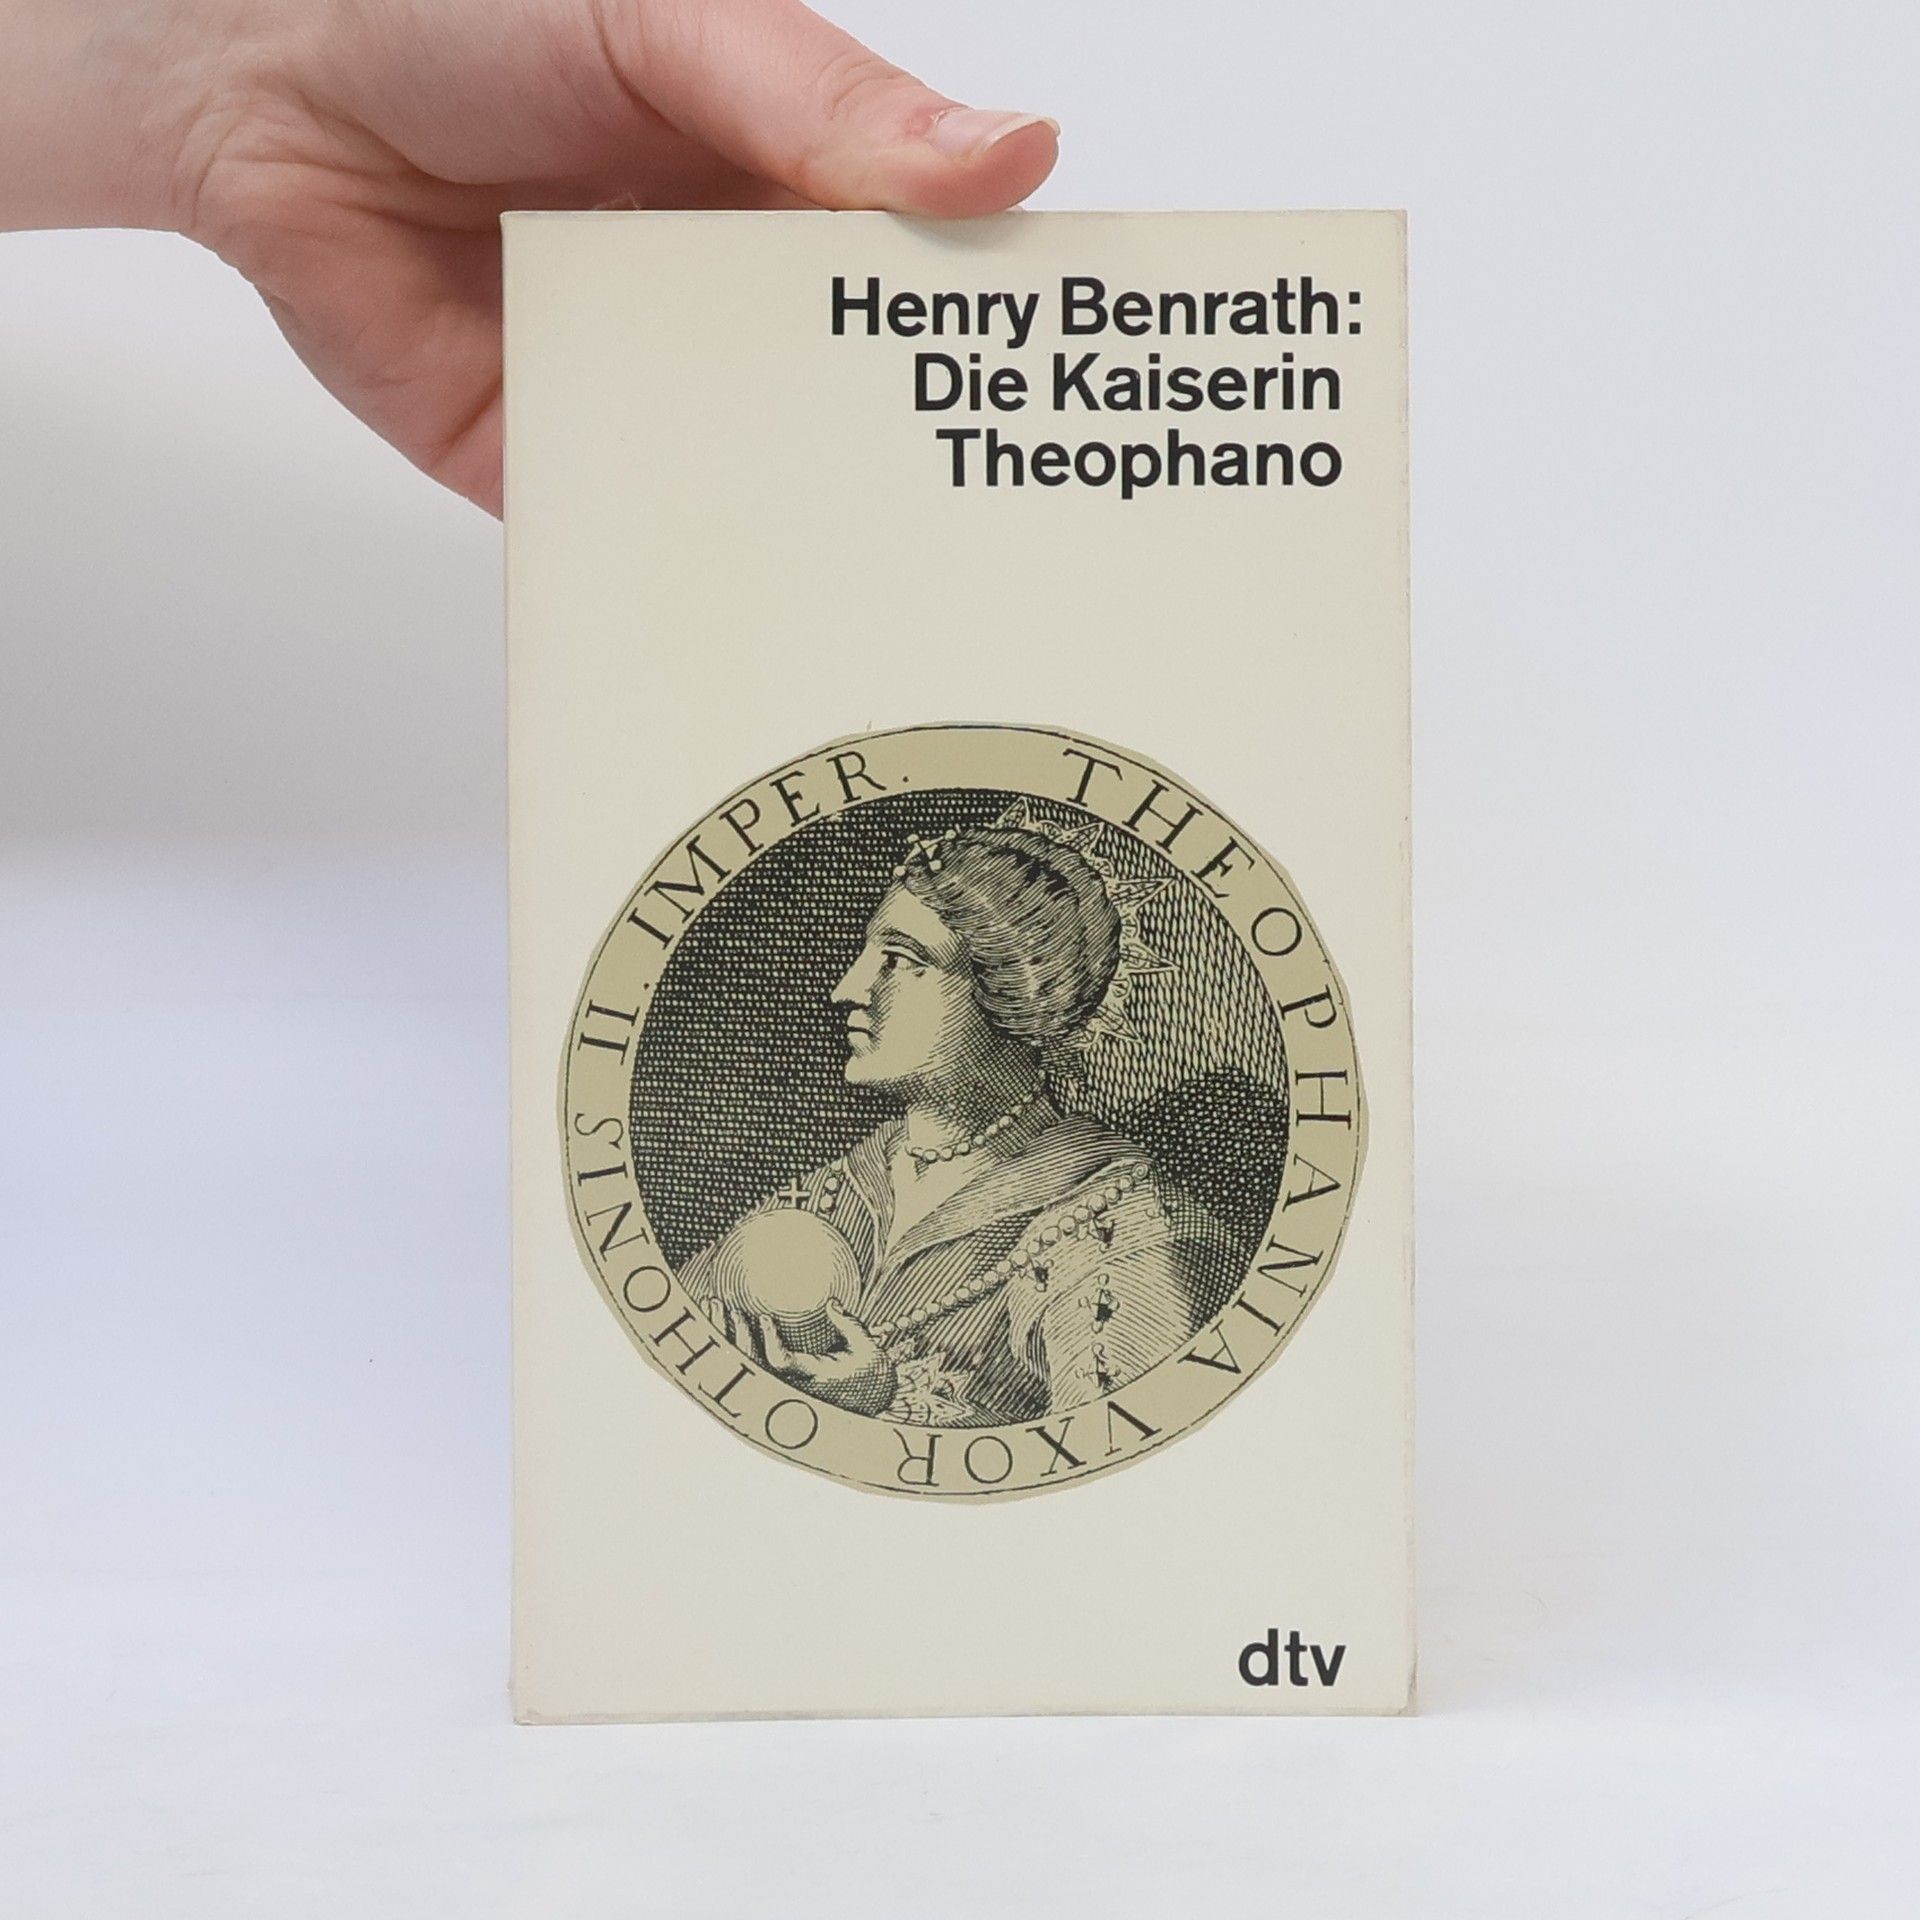 Henry Benrath:
Die Kaiserin
Theophano
THEOPHANIA VXOR OTHONIS II. IMPER.
dtv